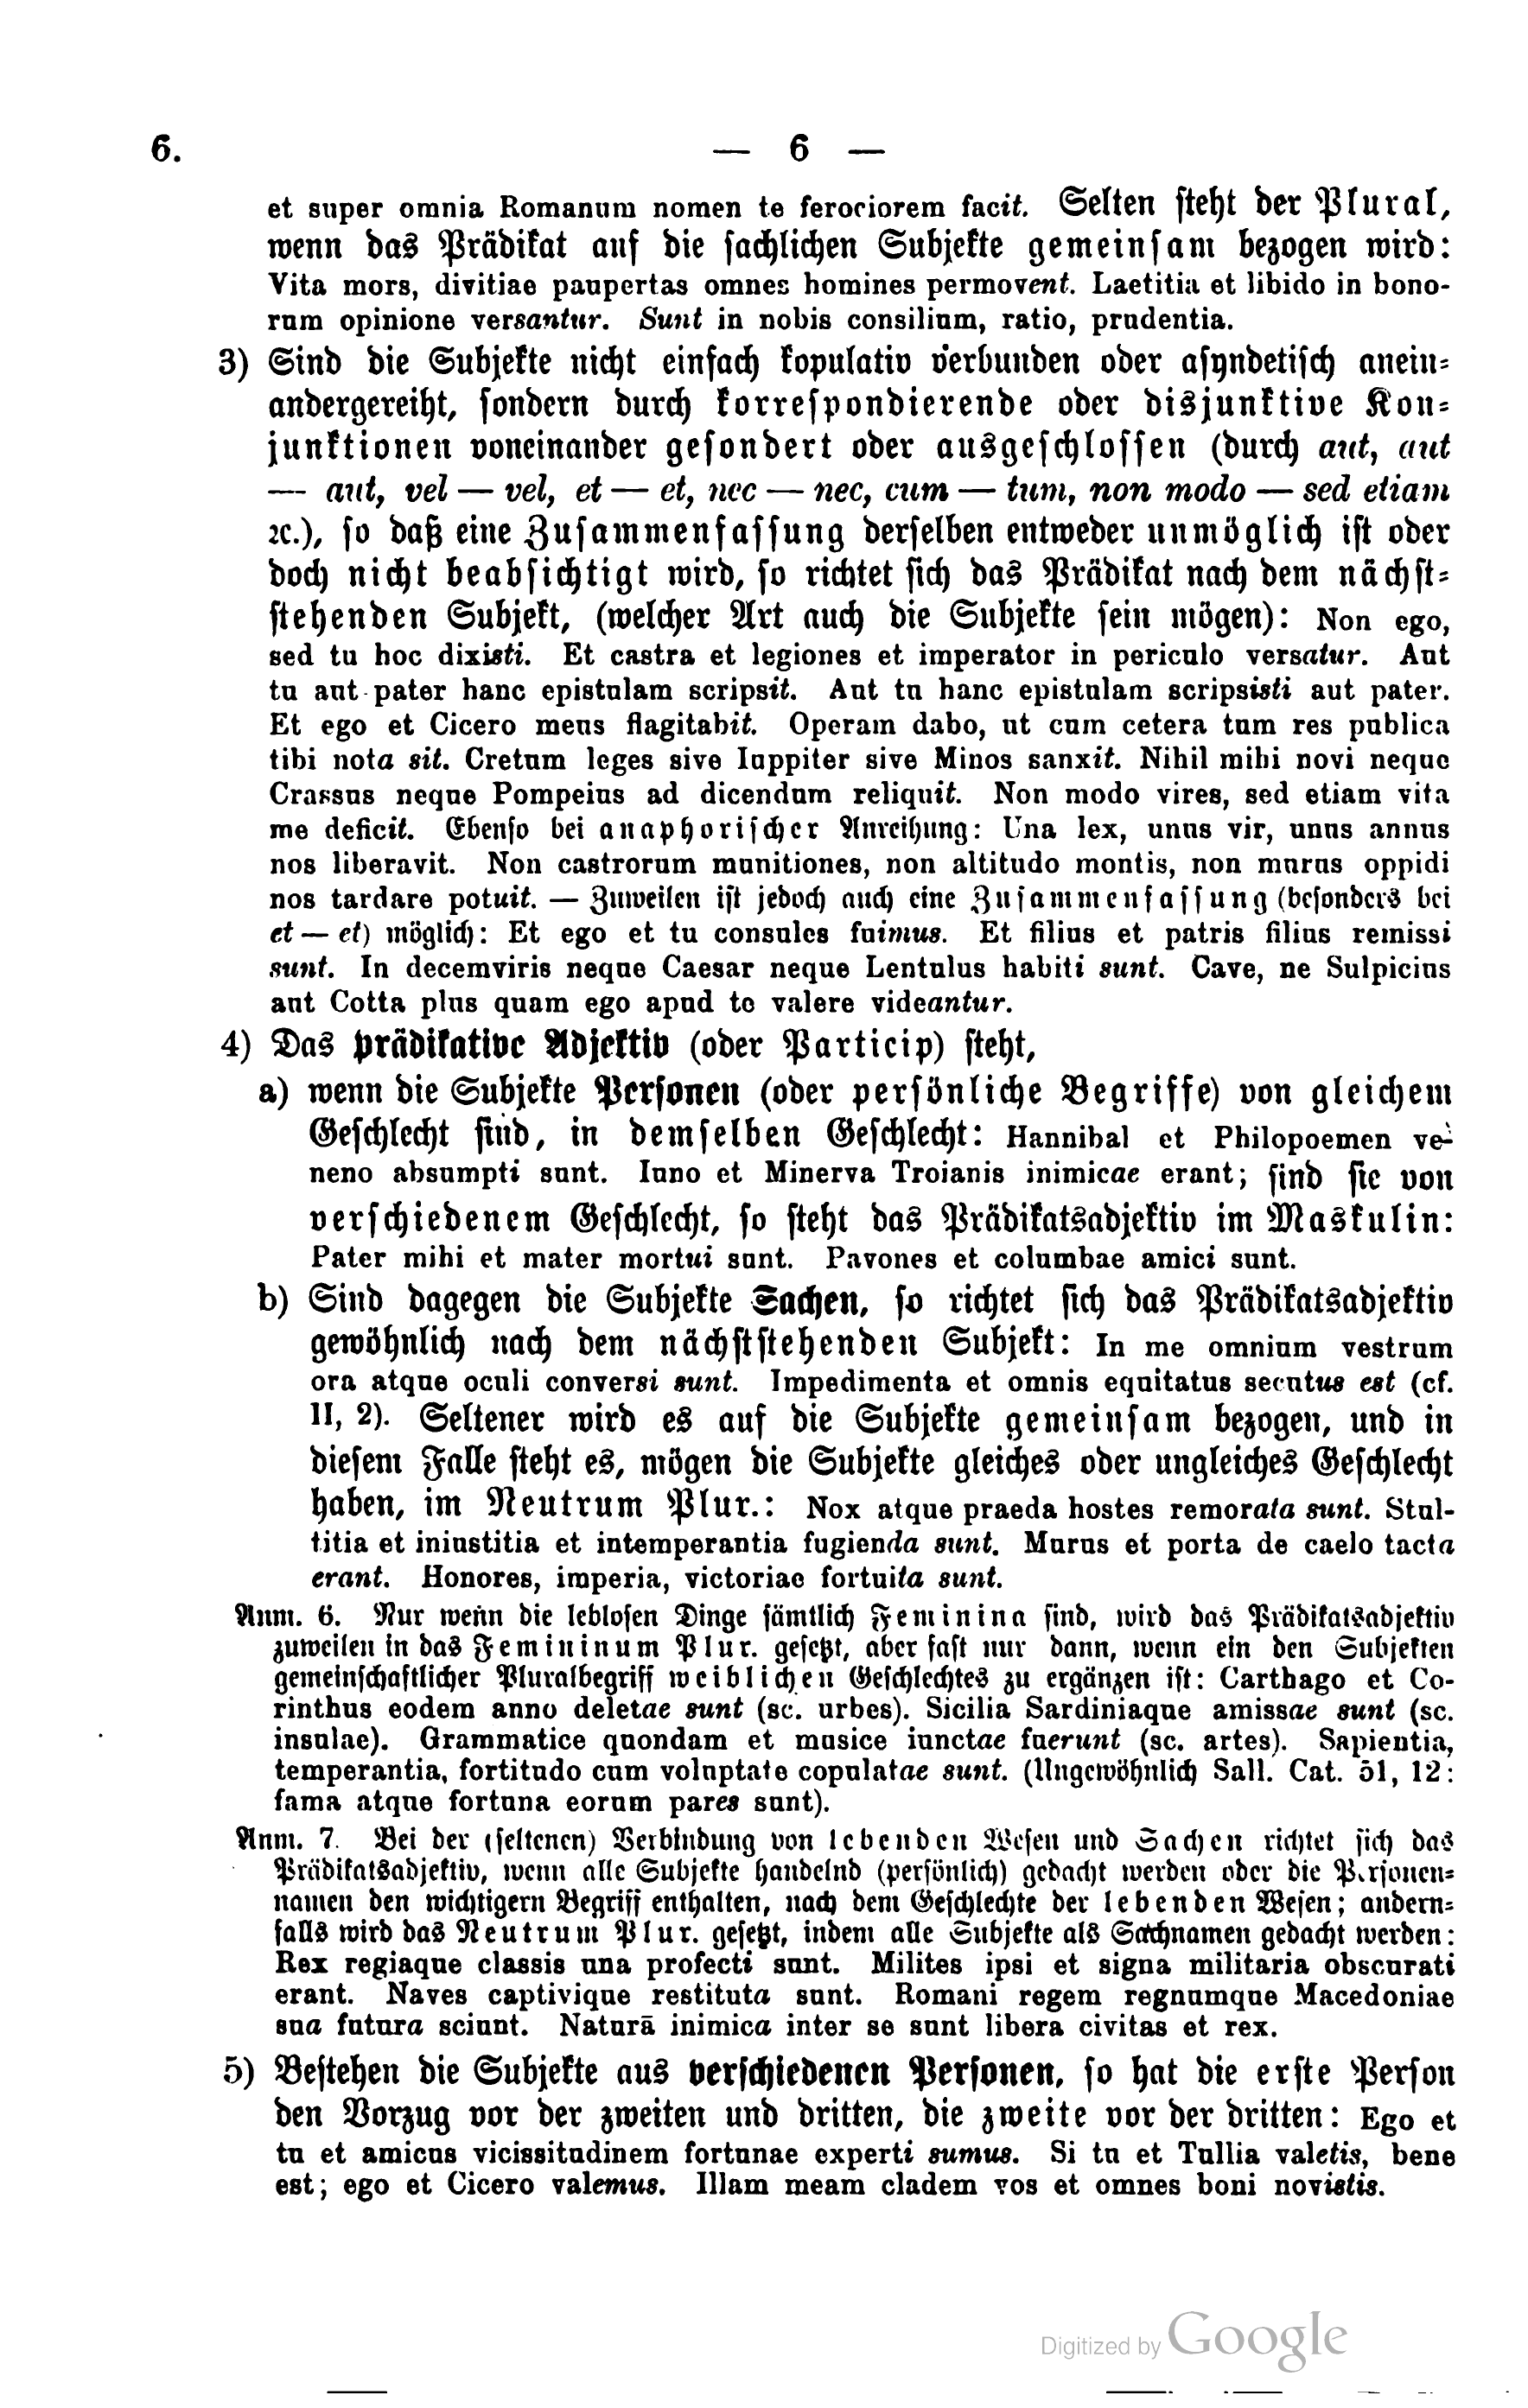 6.
— 6 —
et super omnia Romanum nomen te ferociorem facit. Selten steht der Plural,
wenn das Prädikat auf die sachlichen Subjekte gemeinsam bezogen wird:
Vita mors, divitiae paupertas omnes homines permovent. Laetitia et libido in bono-
rum opinione versantur. Sunt in nobis consilium, ratio, prudentia.
3) Sind die Subjekte nicht einfach kopulativ verbunden oder asyndetisch anein-
andergereiht, sondern durch korrespondierende oder disjunktive Kon-
junktionen voneinander gesondert oder ausgeschlossen (durch aut, aut
— aut, vel — vel, et — et, nec — nec, cum — tum, non modo — sed etiam
ꝛc.), so daß eine Zusammenfassung derselben entweder unmöglich ist oder
doch nicht beabsichtigt wird, so richtet sich das Prädikat nach dem nächst-
stehenden Subjekt, (welcher Art auch die Subjekte sein mögen): Non ego,
sed tu hoc dixisti. Et castra et legiones et imperator in periculo versatur. Aut
tu aut pater hanc epistulam scripsit. Aut tu hanc epistulam scripsisti aut pater.
Et ego et Cicero meus flagitabit. Operam dabo, ut cum cetera tum res publica
tibi nota sit. Cretum leges sive Iuppiter sive Minos sanxit. Nihil mihi novi neque
Crassus neque Pompeius ad dicendum reliquit. Non modo vires, sed etiam vita
me deficit. Ebenso bei anaphorischer Anreihung: Una lex, unus vir, unus annus
nos liberavit. Non castrorum munitiones, non altitudo montis, non murus oppidi
nos tardare potuit. — Zuweilen ist jedoch auch eine Zusammenfassung (besonders bei
et — et) möglich: Et ego et tu consules fuimus. Et filius et patris filius remissi
sunt. In decemviris neque Caesar neque Lentulus habiti sunt. Cave, ne Sulpicius
aut Cotta plus quam ego apud te valere videantur.
4) Das prädikative Adjektiv (oder Particip) steht,
a) wenn die Subjekte Personen (oder persönliche Begriffe) von gleichem
Geschlecht sind, in demselben Geschlecht: Hannibal et Philopoemen ve-
neno absumpti sunt. Iuno et Minerva Troianis inimicae erant; sind sie von
verschiedenem Geschlecht, so steht das Prädikatsadjektiv im Maskulin:
Pater mihi et mater mortui sunt. Pavones et columbae amici sunt.
b) Sind dagegen die Subjekte Sachen, so richtet sich das Prädikatsadjektiv
gewöhnlich nach dem nächststehenden Subjekt: In me omnium vestrum
ora atque oculi conversi sunt. Impedimenta et omnis equitatus secutus est (cf.
II, 2). Seltener wird es auf die Subjekte gemeinsam bezogen, und in
diesem Falle steht es, mögen die Subjekte gleiches oder ungleiches Geschlecht
haben, im Neutrum Plur.: Nox atque praeda hostes remorata sunt. Stul-
titia et iniustitia et intemperantia fugienda sunt. Murus et porta de caelo tacta
erant. Honores, imperia, victoriae fortuita sunt.
Anm. 6. Nur wenn die leblosen Dinge sämtlich Feminina sind, wird das Prädikatsadjektiv
zuweilen in das Femininum Plur. gesetzt, aber fast nur dann, wenn ein den Subjekten
gemeinschaftlicher Pluralbegriff weiblichen Geschlechtes zu ergänzen ist: Carthago et Co-
rinthus eodem anno deletae sunt (sc. urbes). Sicilia Sardiniaque amissae sunt (sc.
insulae). Grammatice quondam et musice iunctae fuerunt (sc. artes). Sapientia,
temperantia, fortitudo cum voluptate copulatae sunt. (Ungewöhnlich Sall. Cat. 51, 12:
fama atque fortuna eorum pares sunt).
Anm. 7. Bei der (seltenen) Verbindung von lebenden Wesen und Sachen richtet sich das
Prädikatsadjektiv, wenn alle Subjekte handelnd (persönlich) gedacht werden oder die Personen-
namen den wichtigern Begriff enthalten, nach dem Geschlechte der lebenden Wesen; andern-
falls wird das Neutrum Plur. gesetzt, indem alle Subjekte als Sachnamen gedacht werden:
Rex regiaque classis una profecti sunt. Milites ipsi et signa militaria obscurati
erant. Naves captivique restituta sunt. Romani regem regnumque Macedoniae
sua futura sciunt. Naturā inimica inter se sunt libera civitas et rex.
5) Bestehen die Subjekte aus verschiedenen Personen, so hat die erste Person
den Vorzug vor der zweiten und dritten, die zweite vor der dritten: Ego et
tu et amicus vicissitudinem fortunae experti sumus. Si tu et Tullia valetis, bene
est; ego et Cicero valemus. Illam meam cladem vos et omnes boni novistis.
Digitized by Google